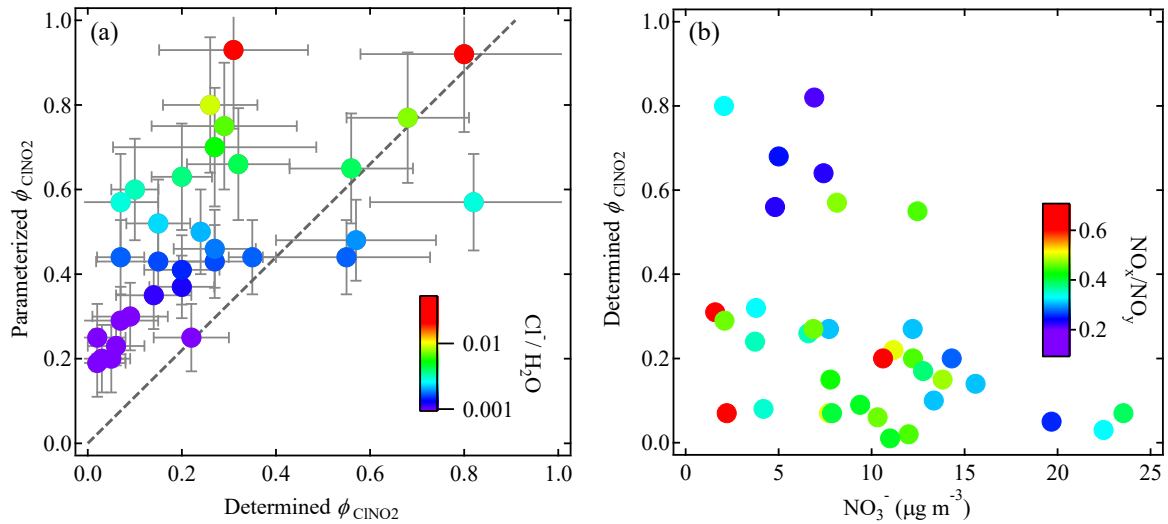 (a)
Parameterized ϕ ClNO2
1.0
0.8
0.6
0.4
0.2
0.0
0.0 0.2 0.4 0.6 0.8 1.0
Determined ϕ ClNO2
0.01
0.001
Cl⁻/ H₂O
(b)
Determined ϕ ClNO2
1.0
0.8
0.6
0.4
0.2
0.0
0 5 10 15 20 25
NO₃⁻ (μg m⁻³)
0.6
0.4
0.2
NOₓ/NOᵧ